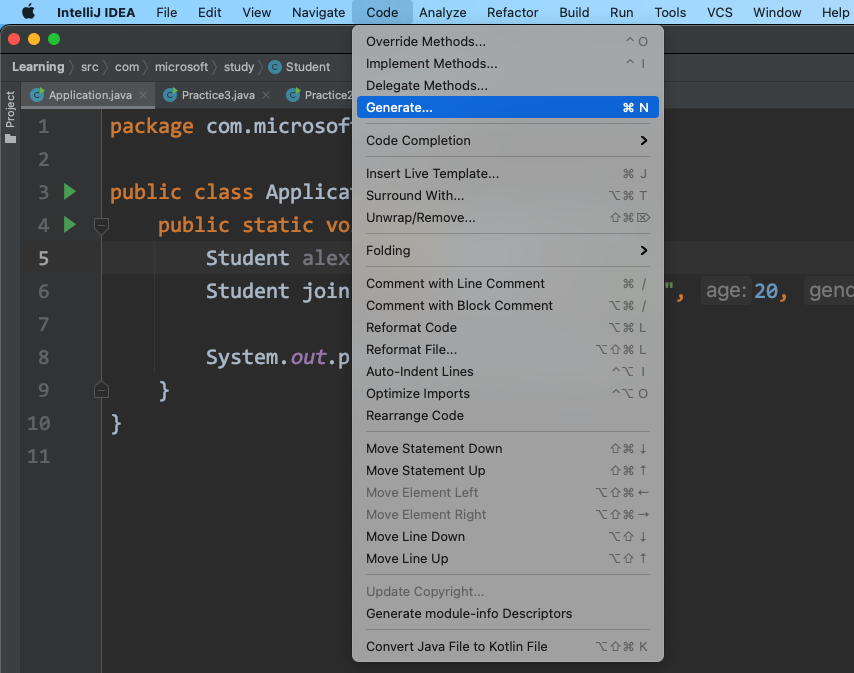 IntelliJ IDEA File Edit View Navigate Code Analyze Refactor Build Run Tools VCS Window Help
Learning src com microsoft study C Student
Project
C Application.java × C Practice3.java × C Practice2
1 package com.microsof
2
3 public class Applica
4 public static vo
5 Student alex
6 Student join ", age: 20, gend
7
8 System.out.p
9 }
10 }
11
Override Methods... ⌃ O
Implement Methods... ⌃ I
Delegate Methods...
Generate... ⌘ N
Code Completion >
Insert Live Template... ⌘ J
Surround With... ⌥⌘ T
Unwrap/Remove... ⇧⌘⌦
Folding >
Comment with Line Comment ⌘ /
Comment with Block Comment ⌥⌘ /
Reformat Code ⌥⌘ L
Reformat File... ⌥⇧⌘ L
Auto-Indent Lines ⌃⌥ I
Optimize Imports ⌃⌥ O
Rearrange Code
Move Statement Down ⇧⌘ ↓
Move Statement Up ⇧⌘ ↑
Move Element Left ⌥⇧⌘ ←
Move Element Right ⌥⇧⌘ →
Move Line Down ⌥⇧ ↓
Move Line Up ⌥⇧ ↑
Update Copyright...
Generate module-info Descriptors
Convert Java File to Kotlin File ⌥⇧⌘ K